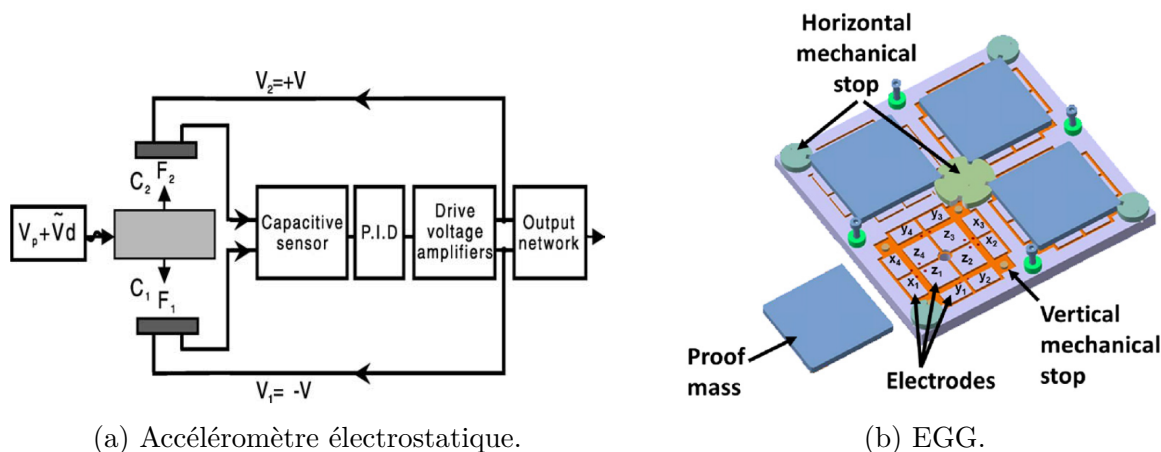 V₂=+V
C₂ F₂
Vₚ+Ṽd
Capacitive
sensor
P.I.D
Drive
voltage
amplifiers
Output
network
C₁ F₁
V₁= -V
(a) Accéléromètre électrostatique.
Horizontal
mechanical
stop
y₃
y₄
x₃
z₃
x₂
z₄
x₄
z₂
z₁
x₁
y₂
y₁
Proof
mass
Electrodes
Vertical
mechanical
stop
(b) EGG.